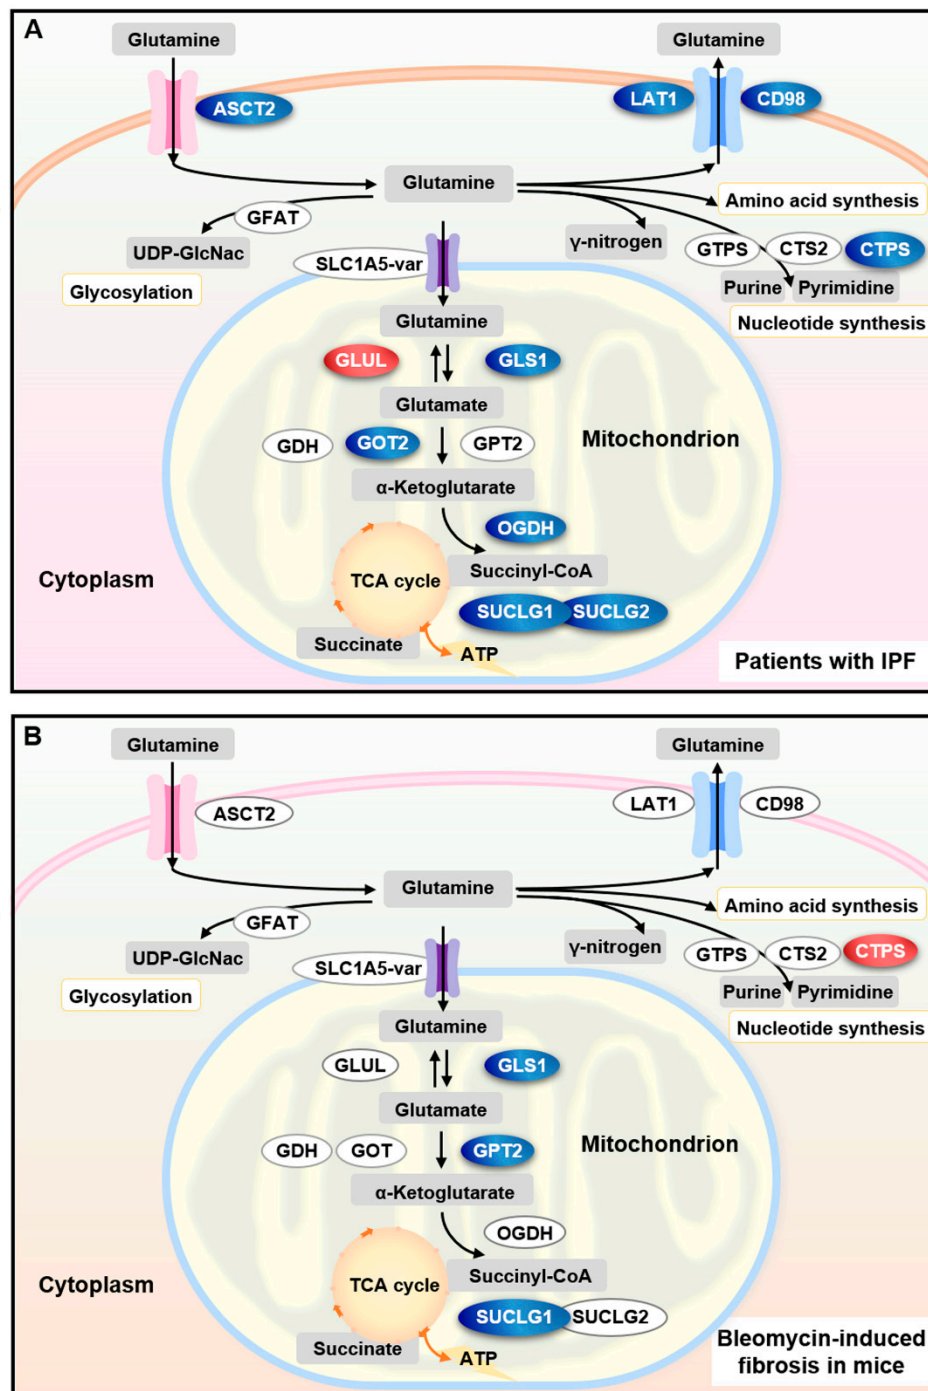 A
Glutamine
Glutamine
ASCT2
LAT1
CD98
Glutamine
Amino acid synthesis
GFAT
UDP-GlcNac
γ-nitrogen
GTPS
CTS2
CTPS
SLC1A5-var
Glycosylation
Purine
Pyrimidine
Glutamine
Nucleotide synthesis
GLUL
GLS1
Glutamate
GDH
GOT2
GPT2
Mitochondrion
α-Ketoglutarate
OGDH
Cytoplasm
TCA cycle
Succinyl-CoA
SUCLG1
SUCLG2
Succinate
ATP
Patients with IPF
B
Glutamine
Glutamine
ASCT2
LAT1
CD98
Glutamine
Amino acid synthesis
GFAT
UDP-GlcNac
γ-nitrogen
GTPS
CTS2
CTPS
SLC1A5-var
Glycosylation
Purine
Pyrimidine
Glutamine
Nucleotide synthesis
GLUL
GLS1
Glutamate
GDH
GOT
GPT2
Mitochondrion
α-Ketoglutarate
OGDH
Cytoplasm
TCA cycle
Succinyl-CoA
SUCLG1
SUCLG2
Succinate
ATP
Bleomycin-induced
fibrosis in mice